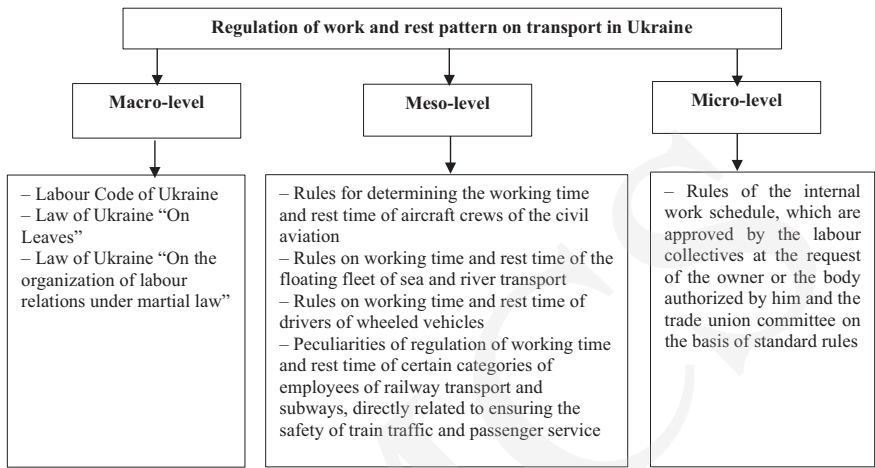 Regulation of work and rest pattern on transport in Ukraine
Macro-level
Meso-level
Micro-level
– Labour Code of Ukraine
– Law of Ukraine “On
Leaves”
– Law of Ukraine “On the
organization of labour
relations under martial law”
– Rules for determining the working time
and rest time of aircraft crews of the civil
aviation
– Rules on working time and rest time of the
floating fleet of sea and river transport
– Rules on working time and rest time of
drivers of wheeled vehicles
– Peculiarities of regulation of working time
and rest time of certain categories of
employees of railway transport and
subways, directly related to ensuring the
safety of train traffic and passenger service
– Rules of the internal
work schedule, which are
approved by the labour
collectives at the request
of the owner or the body
authorized by him and the
trade union committee on
the basis of standard rules